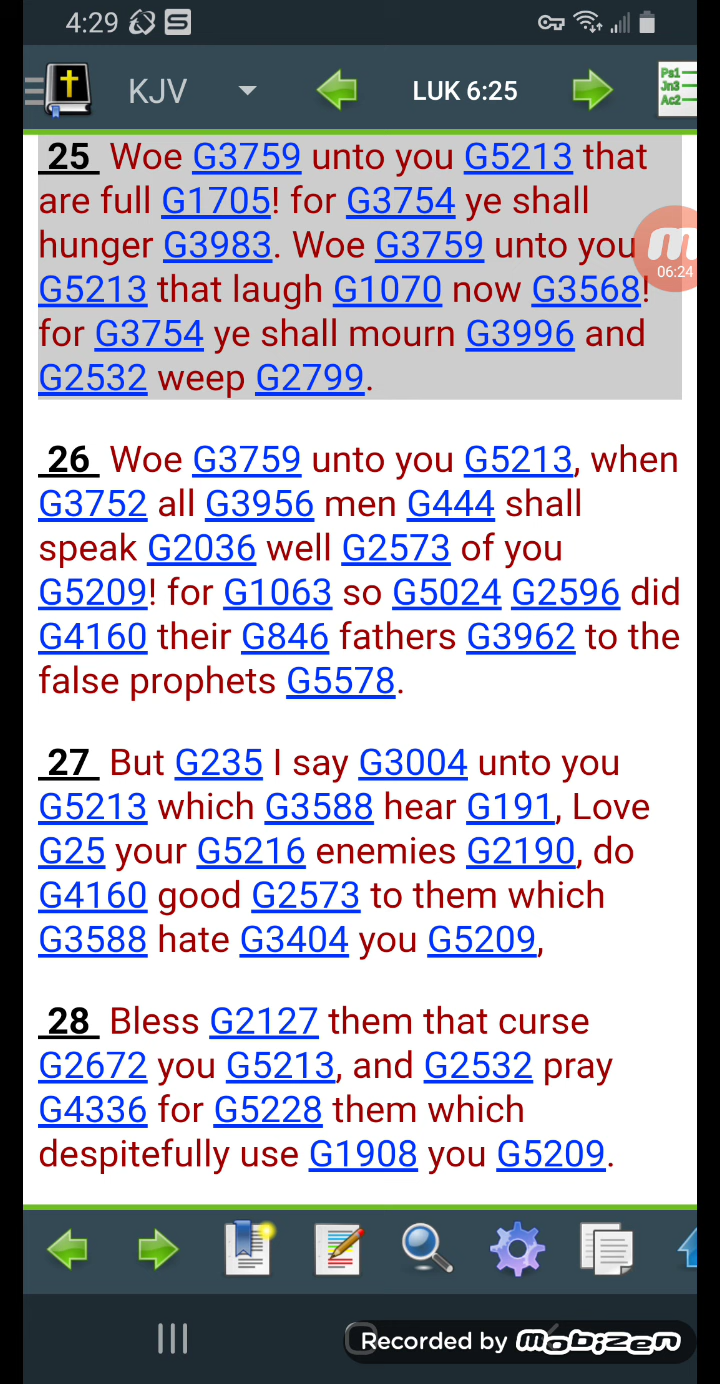 4:29
KJV LUK 6:25
Ps1
Jn3
Ac2
25 Woe G3759 unto you G5213 that
are full G1705! for G3754 ye shall
hunger G3983. Woe G3759 unto you
G5213 that laugh G1070 now G3568!
for G3754 ye shall mourn G3996 and
G2532 weep G2799.
06:24
26 Woe G3759 unto you G5213, when
G3752 all G3956 men G444 shall
speak G2036 well G2573 of you
G5209! for G1063 so G5024 G2596 did
G4160 their G846 fathers G3962 to the
false prophets G5578.
27 But G235 I say G3004 unto you
G5213 which G3588 hear G191, Love
G25 your G5216 enemies G2190, do
G4160 good G2573 to them which
G3588 hate G3404 you G5209,
28 Bless G2127 them that curse
G2672 you G5213, and G2532 pray
G4336 for G5228 them which
despitefully use G1908 you G5209.
Recorded by Mobizen